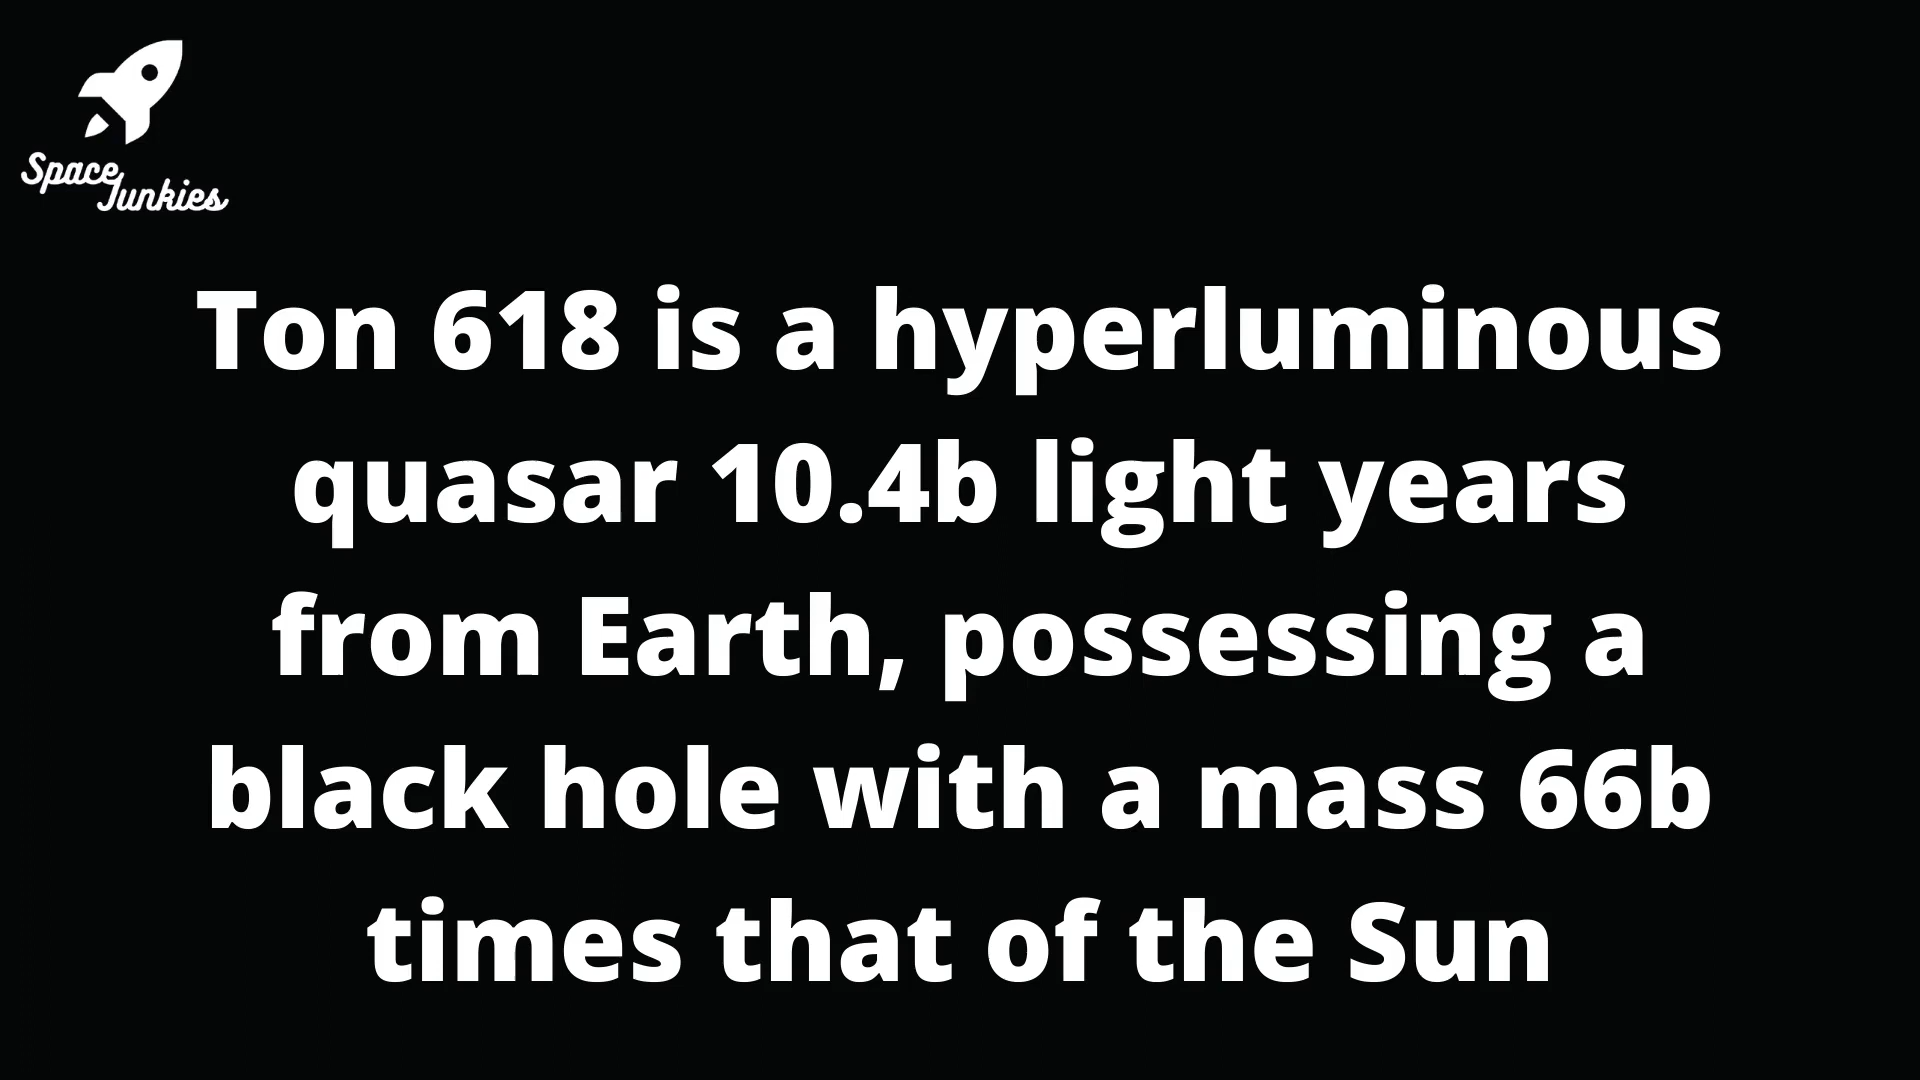 Space
Junkies
Ton 618 is a hyperluminous
quasar 10.4b light years
from Earth, possessing a
black hole with a mass 66b
times that of the Sun